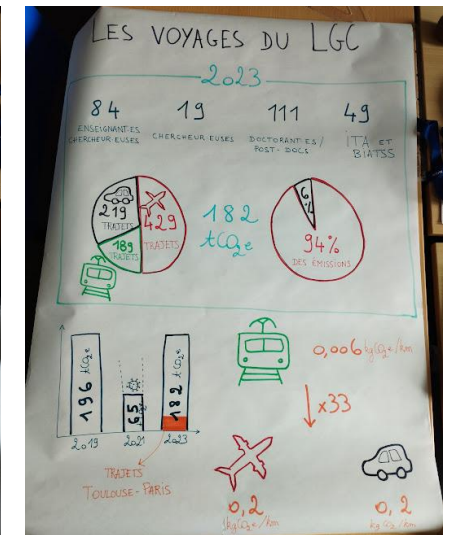 LES VOYAGES DU LGC
2023
84
ENSEIGNANT·ES
CHERCHEUR·EUSES
19
CHERCHEUR·EUSES
111
DOCTORANT·ES /
POST-DOCS
49
ITA ET
BIATSS
219
TRAJETS
429
TRAJETS
189
TRAJETS
182
tCO2e
6%
94%
DES ÉMISSIONS
196 tCO2e
65
182 tCO2e
2019
2021
2023
TRAJETS
TOULOUSE-PARIS
0,006 kgCO2e/km
x33
0,2
kgCO2e/km
0,2
kgCO2e/km